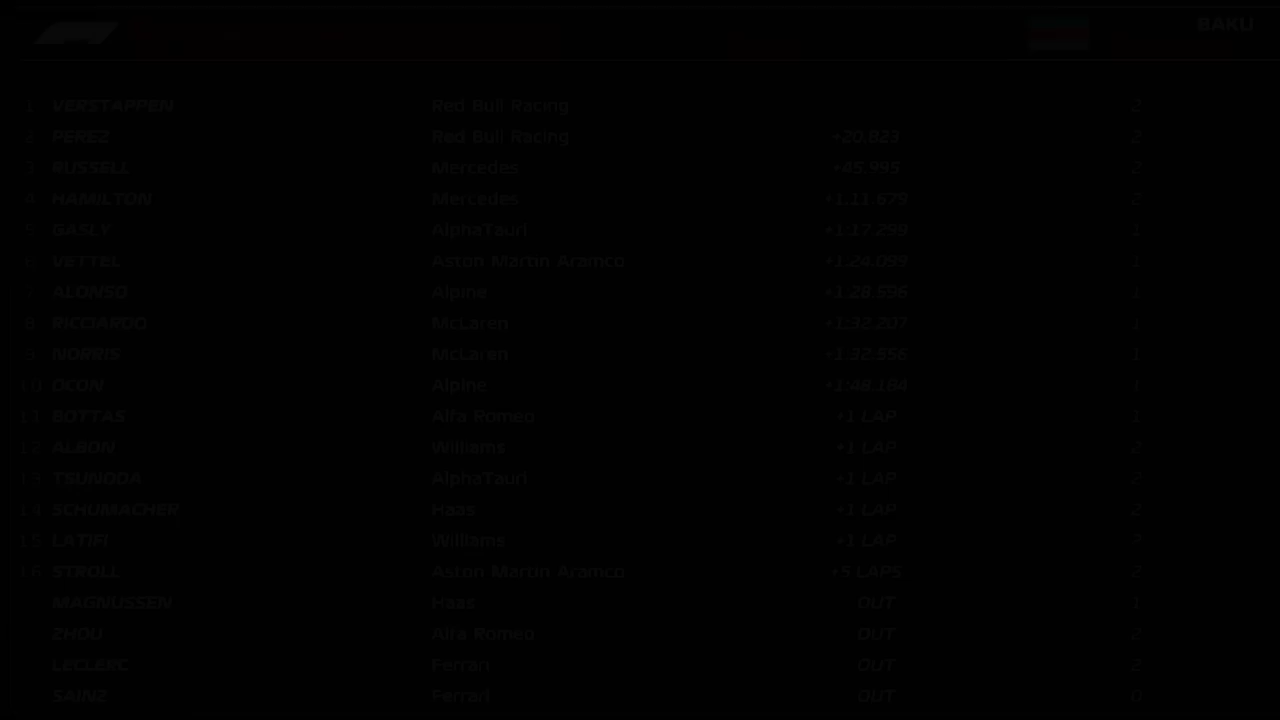 BAKU
1 VERSTAPPEN Red Bull Racing 2
2 PEREZ Red Bull Racing +20.823 2
3 RUSSELL Mercedes +45.995 2
4 HAMILTON Mercedes +1:11.679 2
5 GASLY AlphaTauri +1:17.299 1
6 VETTEL Aston Martin Aramco +1:24.099 1
7 ALONSO Alpine +1:28.596 1
8 RICCIARDO McLaren +1:32.207 1
9 NORRIS McLaren +1:32.556 1
10 OCON Alpine +1:48.184 1
11 BOTTAS Alfa Romeo +1 LAP 1
12 ALBON Williams +1 LAP 2
13 TSUNODA AlphaTauri +1 LAP 2
14 SCHUMACHER Haas +1 LAP 2
15 LATIFI Williams +1 LAP 2
16 STROLL Aston Martin Aramco +5 LAPS 2
MAGNUSSEN Haas OUT 1
ZHOU Alfa Romeo OUT 2
LECLERC Ferrari OUT 2
SAINZ Ferrari OUT 0